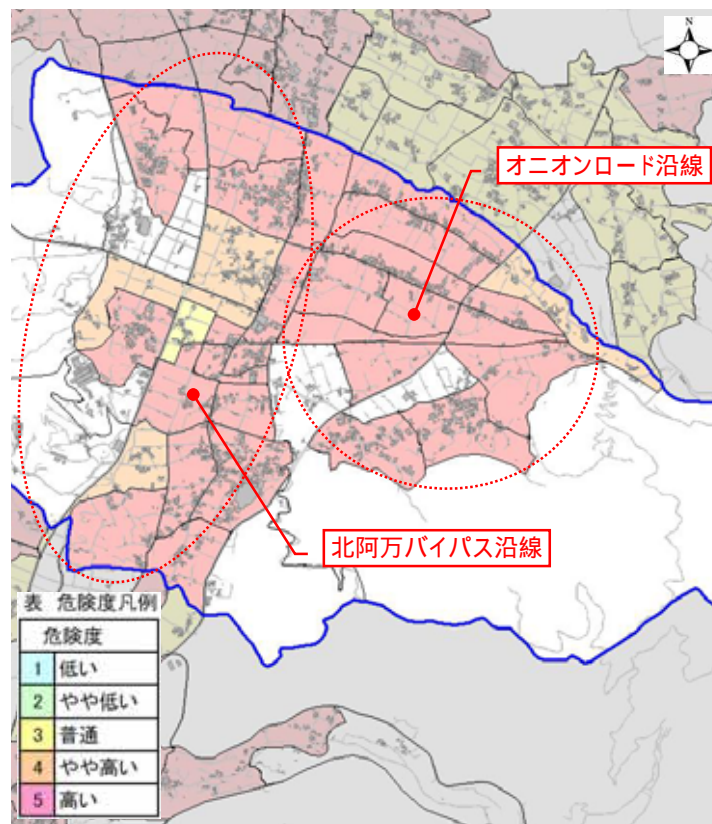 N
オニオンロード沿線
北阿万バイパス沿線
表 危険度凡例
危険度
1 低い
2 やや低い
3 普通
4 やや高い
5 高い